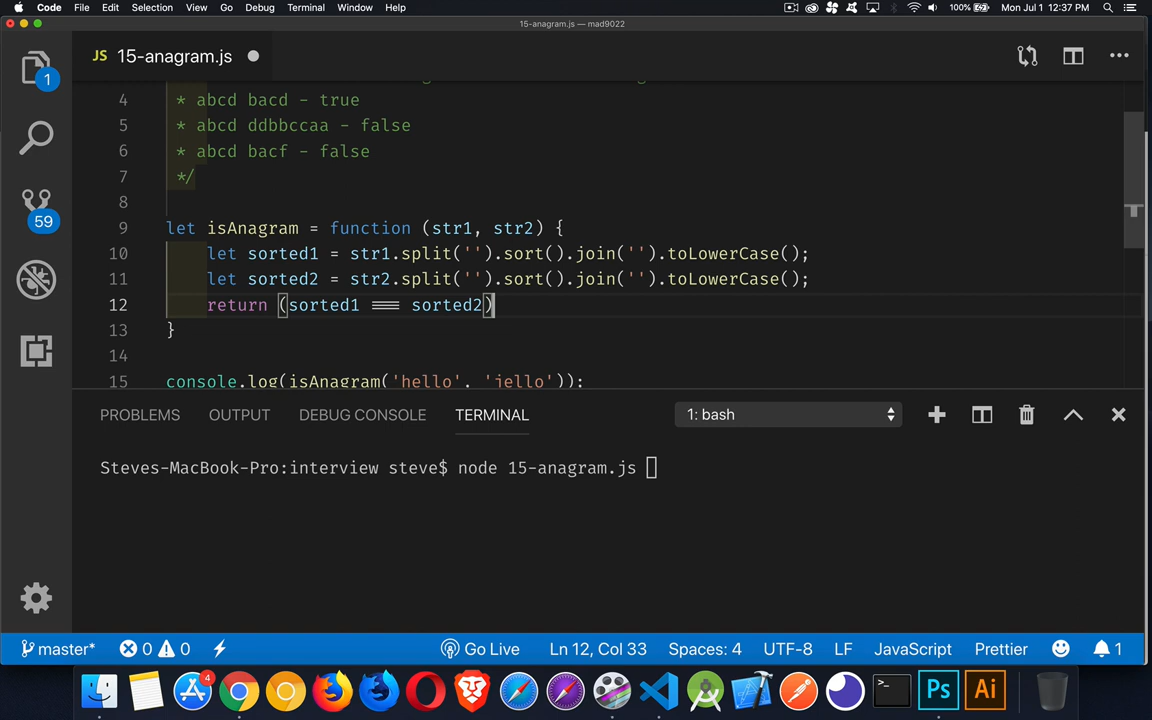 Code File Edit Selection View Go Debug Terminal Window Help 100% Mon Jul 1 12:37 PM
15-anagram.js — mad9022
JS 15-anagram.js
1
59
4 * abcd bacd - true
5 * abcd ddbbccaa - false
6 * abcd bacf - false
7 */
8
9 let isAnagram = function (str1, str2) {
10 let sorted1 = str1.split('').sort().join('').toLowerCase();
11 let sorted2 = str2.split('').sort().join('').toLowerCase();
12 return (sorted1 === sorted2)
13 }
14
15 console.log(isAnagram('hello', 'jello'));
PROBLEMS OUTPUT DEBUG CONSOLE TERMINAL 1: bash
Steves-MacBook-Pro:interview steve$ node 15-anagram.js
master* 0 0 Go Live Ln 12, Col 33 Spaces: 4 UTF-8 LF JavaScript Prettier 1
4
>_ Ps Ai